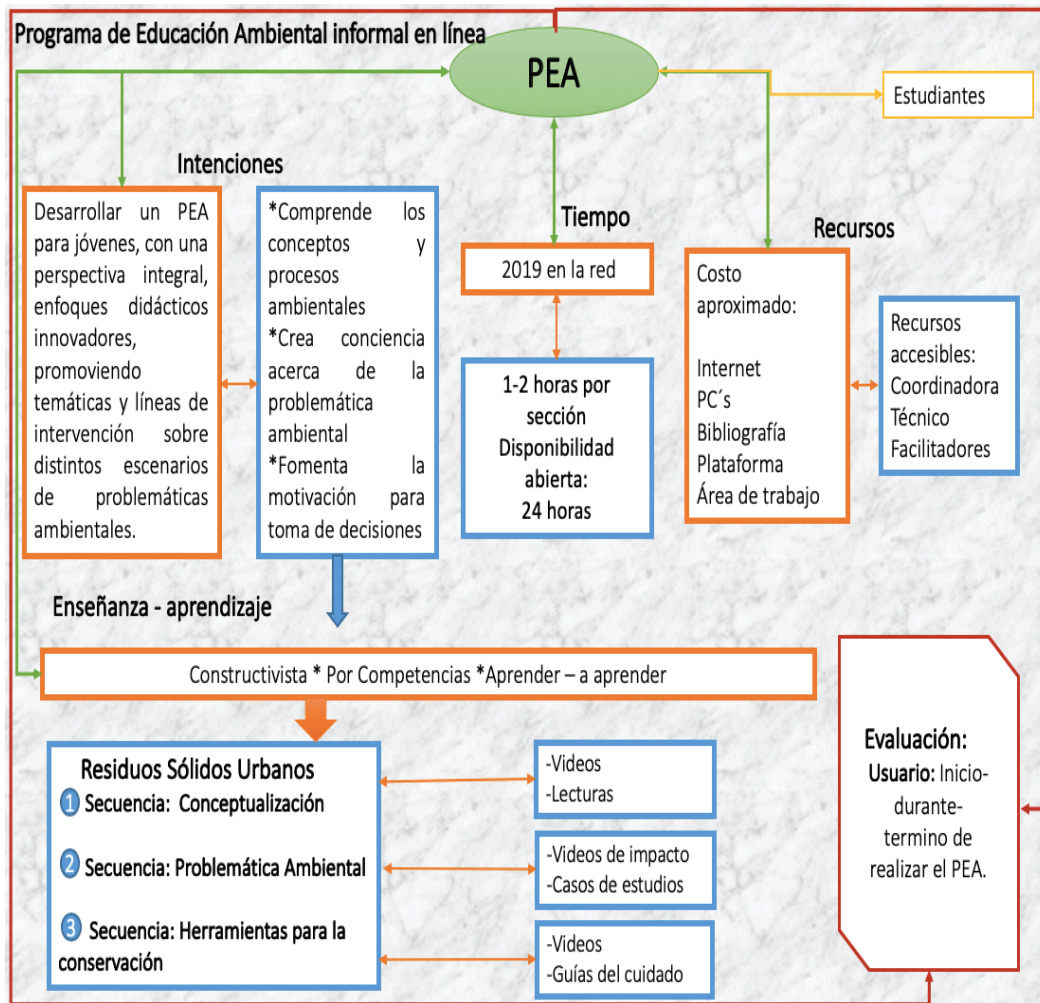 Programa de Educación Ambiental informal en línea
PEA
Estudiantes
Intenciones
Desarrollar un PEA
para jóvenes, con una
perspectiva integral,
enfoques didácticos
innovadores,
promoviendo
temáticas y líneas de
intervención sobre
distintos escenarios
de problemáticas
ambientales.
*Comprende los
conceptos y
procesos
ambientales
*Crea conciencia
acerca de la
problemática
ambiental
*Fomenta la
motivación para
toma de decisiones
Tiempo
2019 en la red
1-2 horas por
sección
Disponibilidad
abierta:
24 horas
Recursos
Costo
aproximado:
Internet
PC´s
Bibliografía
Plataforma
Área de trabajo
Recursos
accesibles:
Coordinadora
Técnico
Facilitadores
Enseñanza - aprendizaje
Constructivista * Por Competencias *Aprender – a aprender
Residuos Sólidos Urbanos
1 Secuencia: Conceptualización
2 Secuencia: Problemática Ambiental
3 Secuencia: Herramientas para la
conservación
-Videos
-Lecturas
-Videos de impacto
-Casos de estudios
-Videos
-Guías del cuidado
Evaluación:
Usuario: Inicio-
durante-
termino de
realizar el PEA.